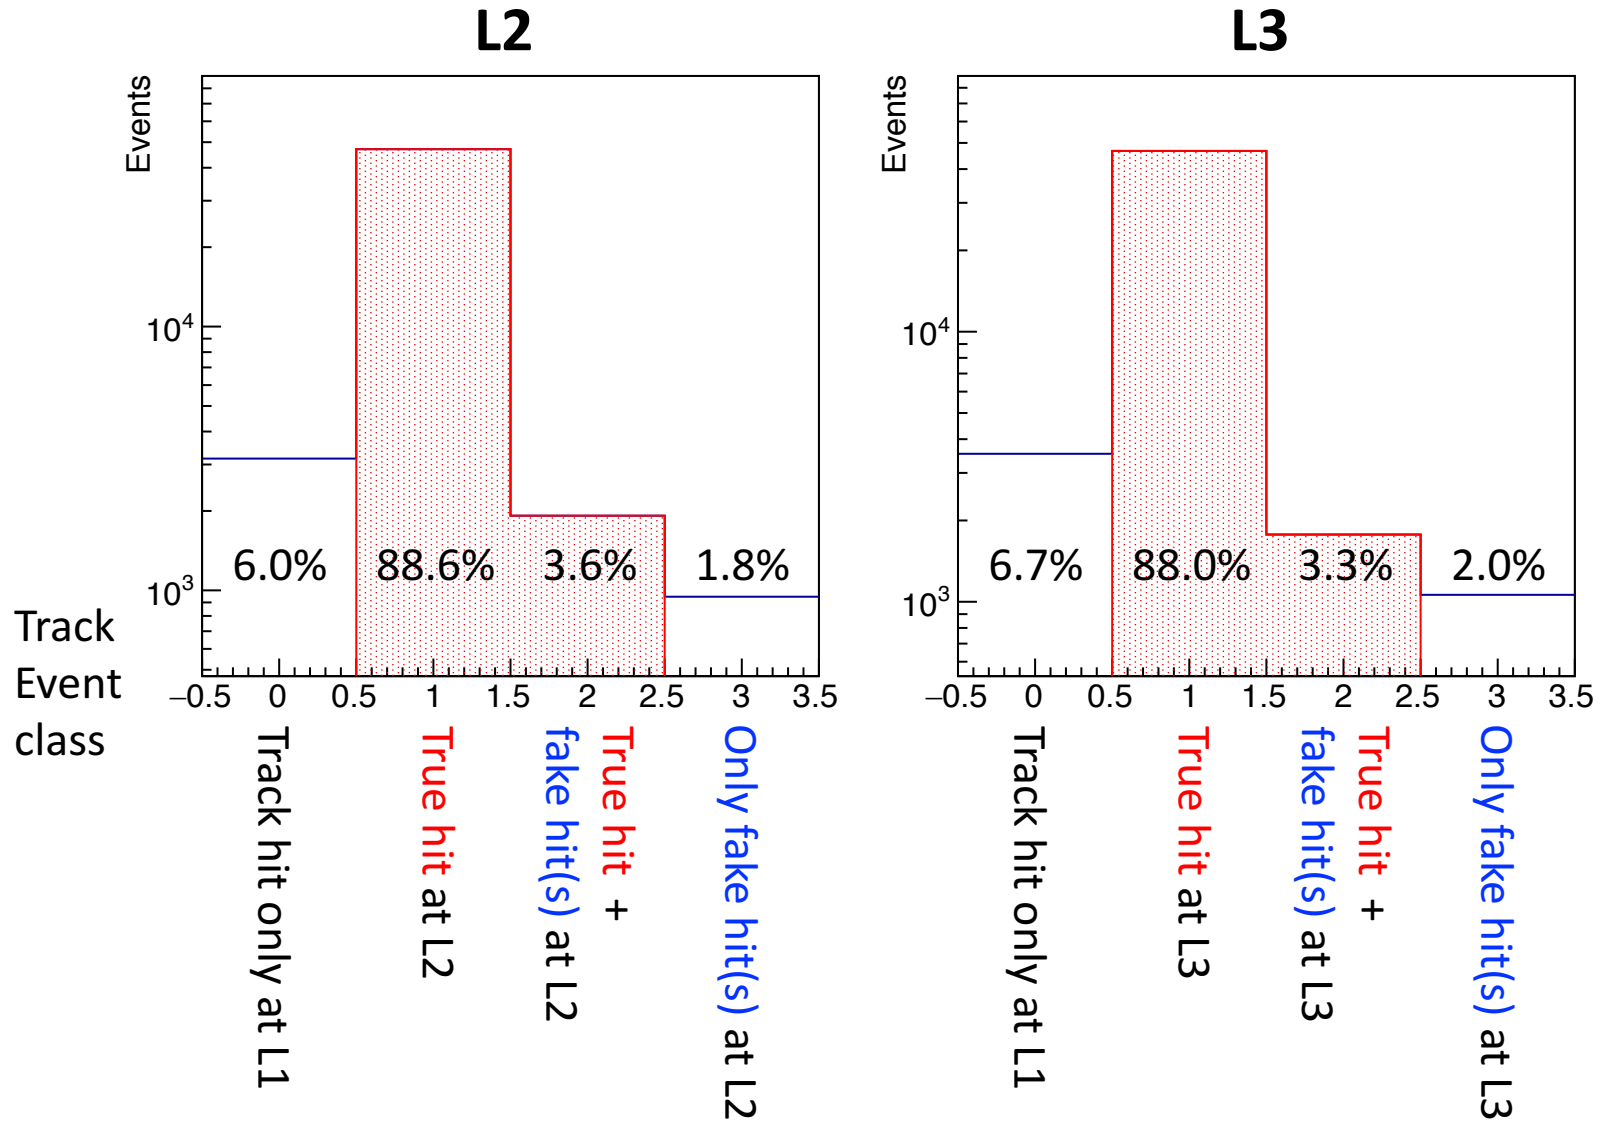 L2
Events
10⁴
10³
6.0%
88.6%
3.6%
1.8%
−0.5 0 0.5 1 1.5 2 2.5 3 3.5
Track
Event
class
Track hit only at L1
True hit at L2
True hit +
fake hit(s) at L2
Only fake hit(s) at L2
L3
Events
10⁴
10³
6.7%
88.0%
3.3%
2.0%
−0.5 0 0.5 1 1.5 2 2.5 3 3.5
Track hit only at L1
True hit at L3
True hit +
fake hit(s) at L3
Only fake hit(s) at L3